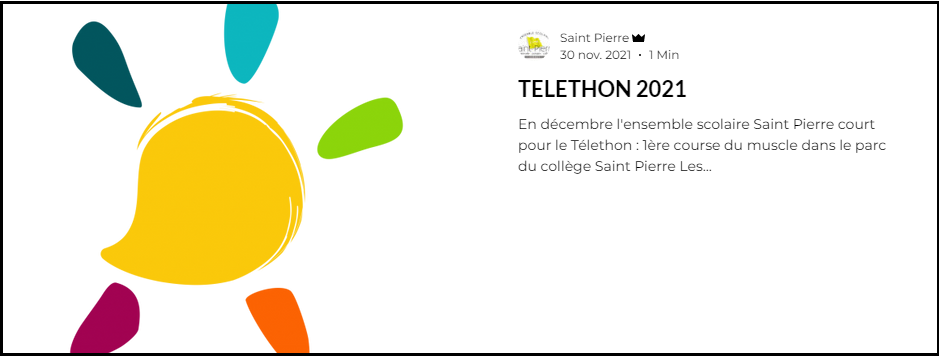 Saint Pierre
30 nov. 2021 · 1 Min
TELETHON 2021
En décembre l'ensemble scolaire Saint Pierre court
pour le Télethon : 1ère course du muscle dans le parc
du collège Saint Pierre Les...